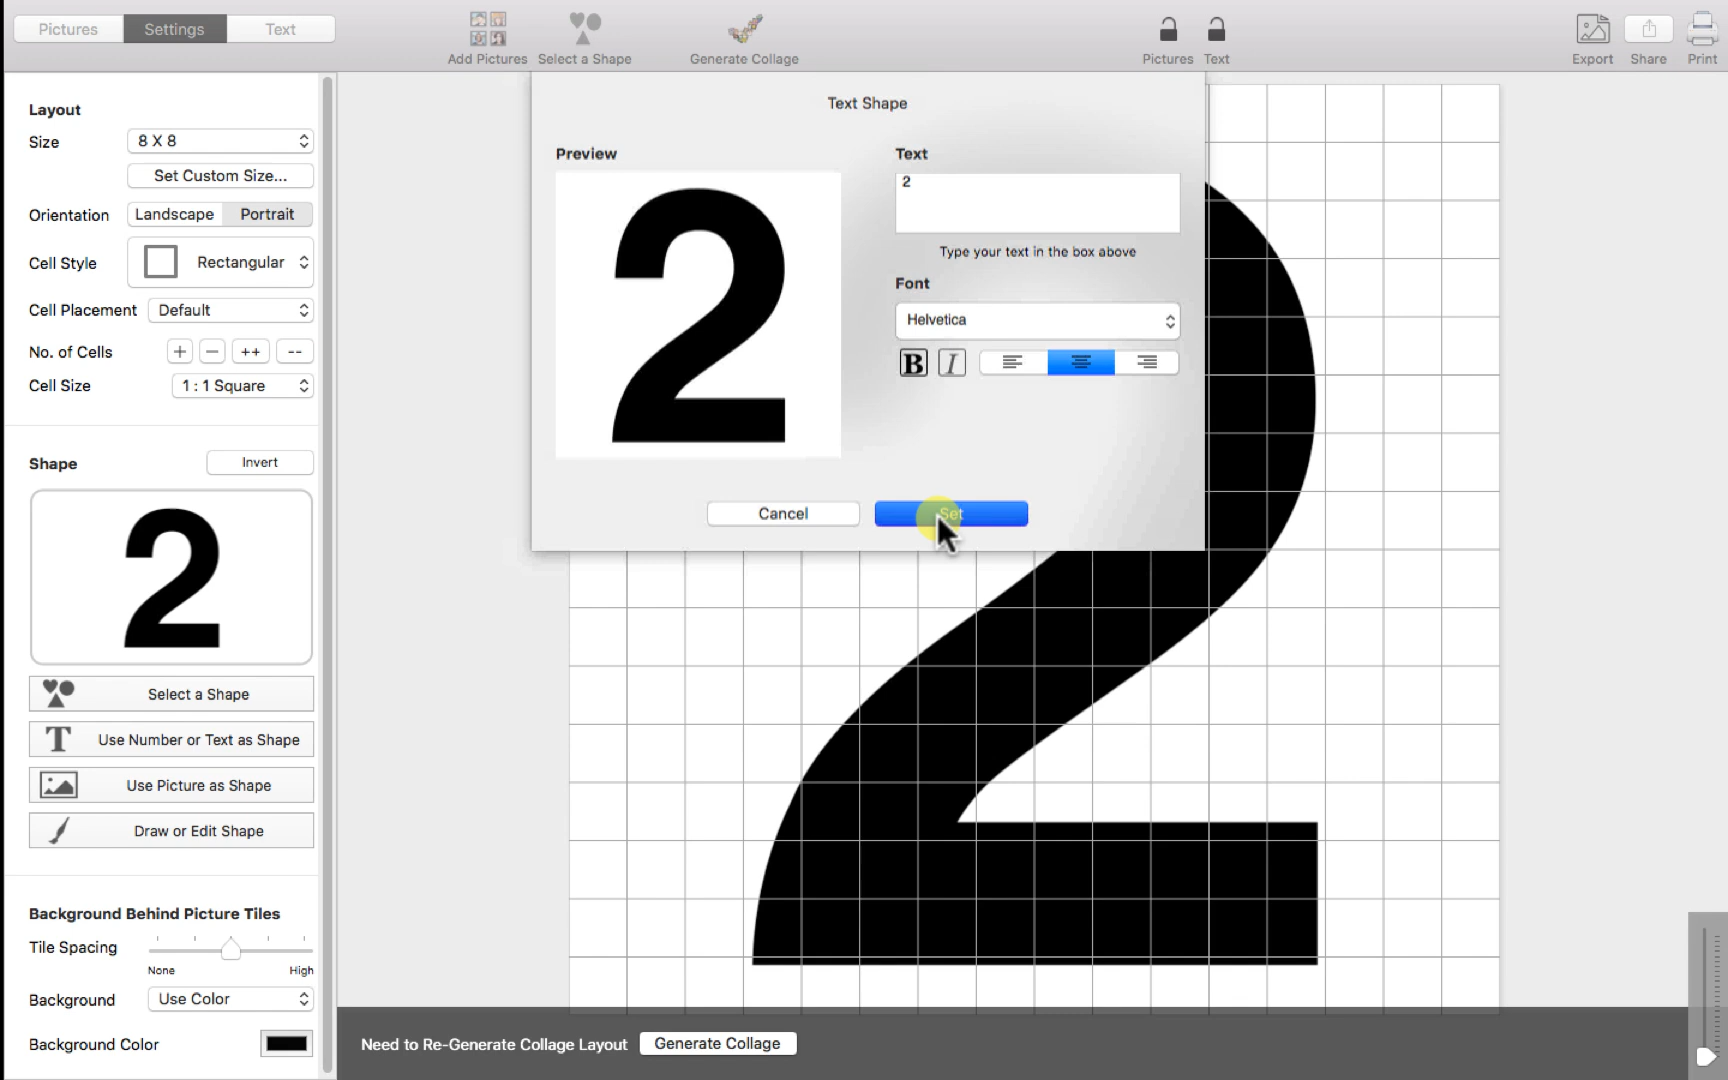 Pictures
Settings
Text
Add Pictures
Select a Shape
Generate Collage
Pictures
Text
Export
Share
Print
Layout
Size
8 X 8
Set Custom Size...
Orientation
Landscape
Portrait
Cell Style
Rectangular
Cell Placement
Default
No. of Cells
+
−
++
--
Cell Size
1 : 1 Square
Shape
Invert
2
Select a Shape
T
Use Number or Text as Shape
Use Picture as Shape
Draw or Edit Shape
Background Behind Picture Tiles
Tile Spacing
None
High
Background
Use Color
Background Color
Text Shape
Preview
2
Text
2
Type your text in the box above
Font
Helvetica
B
I
Cancel
Set
2
Need to Re-Generate Collage Layout
Generate Collage